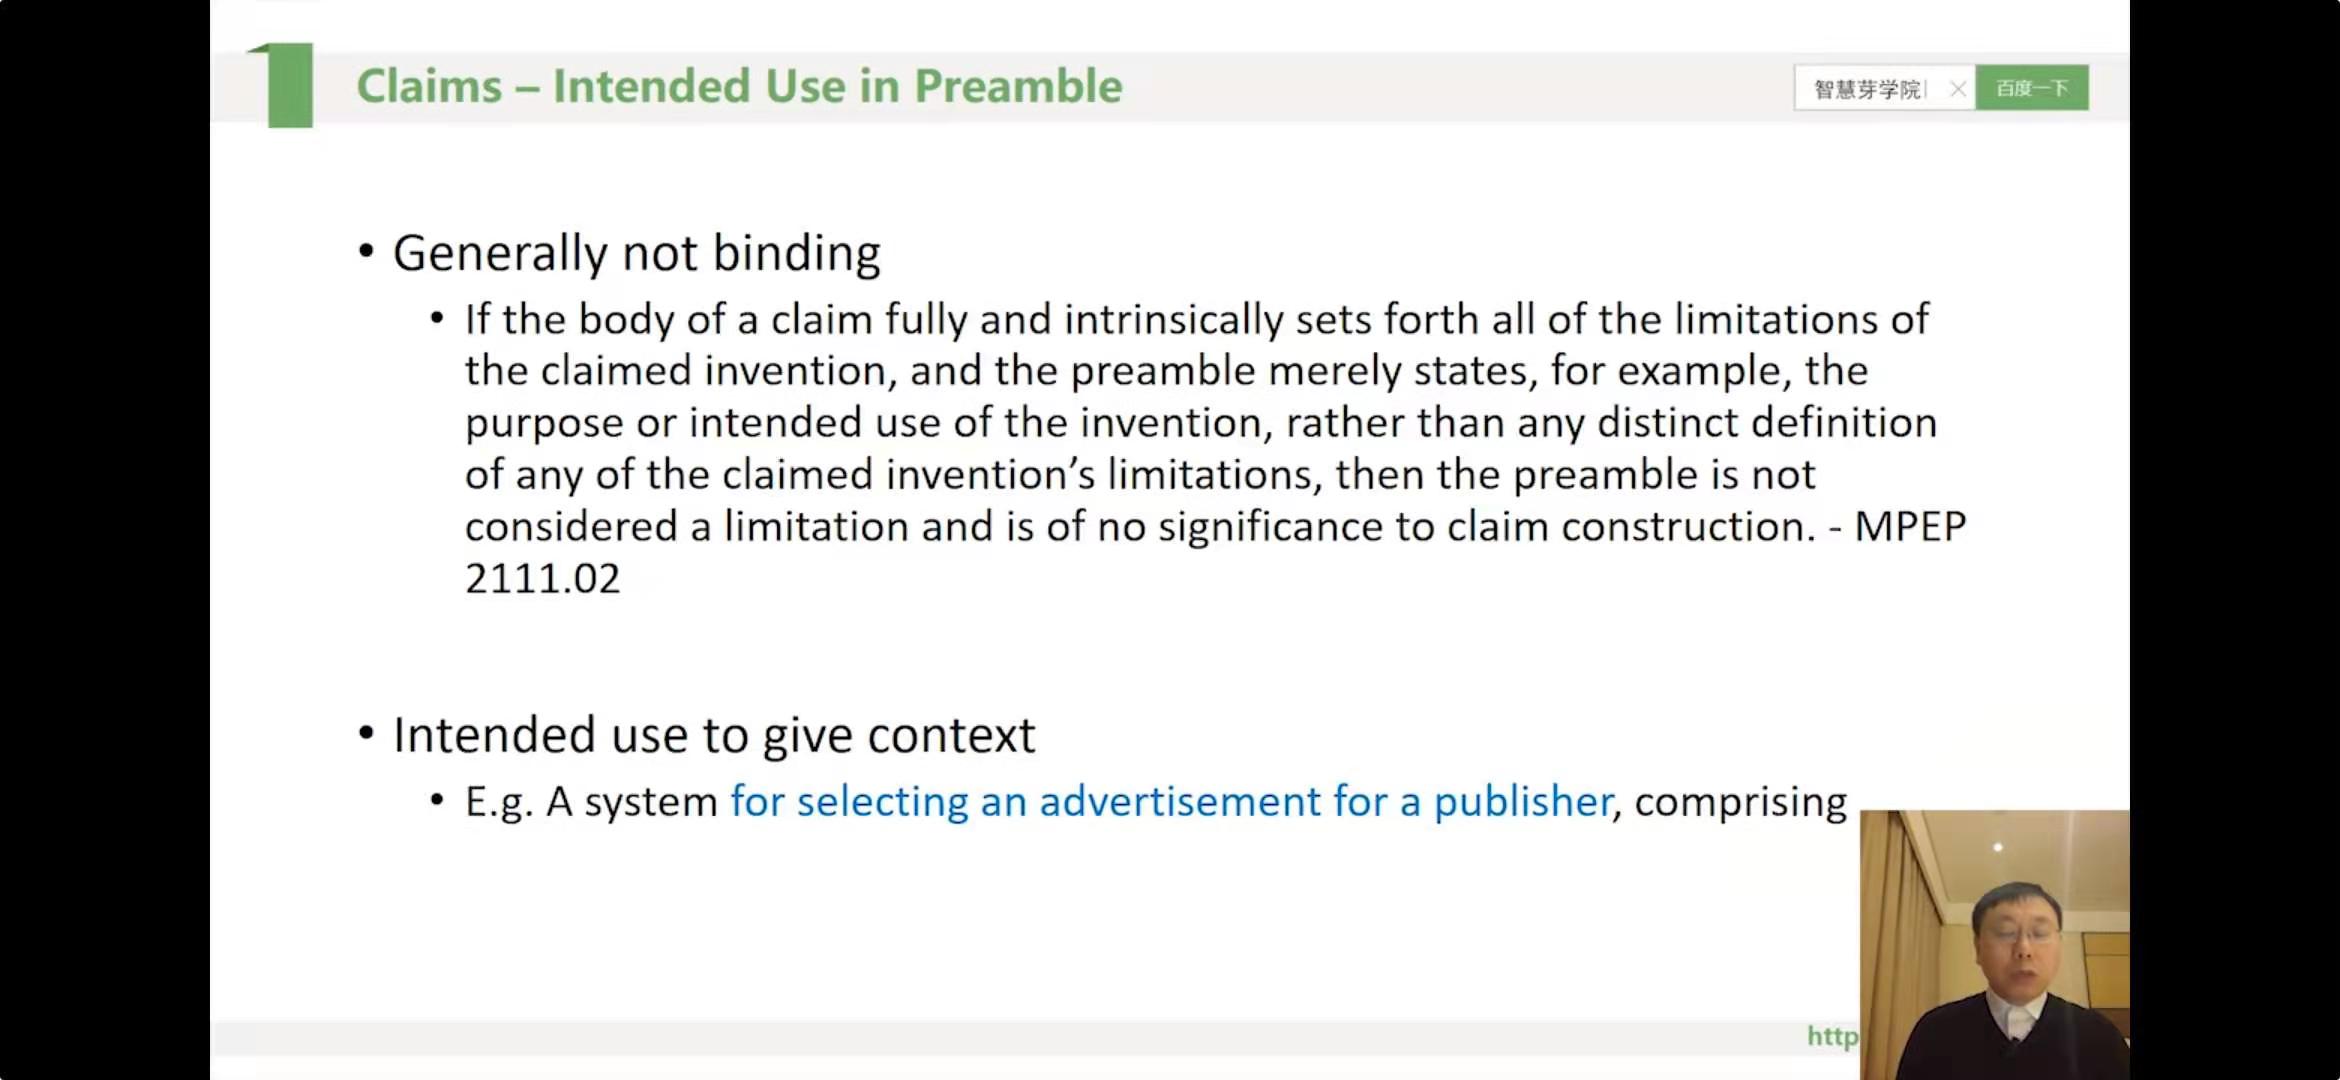 Claims – Intended Use in Preamble
智慧芽学院
百度一下
• Generally not binding
• If the body of a claim fully and intrinsically sets forth all of the limitations of
the claimed invention, and the preamble merely states, for example, the
purpose or intended use of the invention, rather than any distinct definition
of any of the claimed invention’s limitations, then the preamble is not
considered a limitation and is of no significance to claim construction. - MPEP
2111.02
• Intended use to give context
• E.g. A system for selecting an advertisement for a publisher, comprising
http